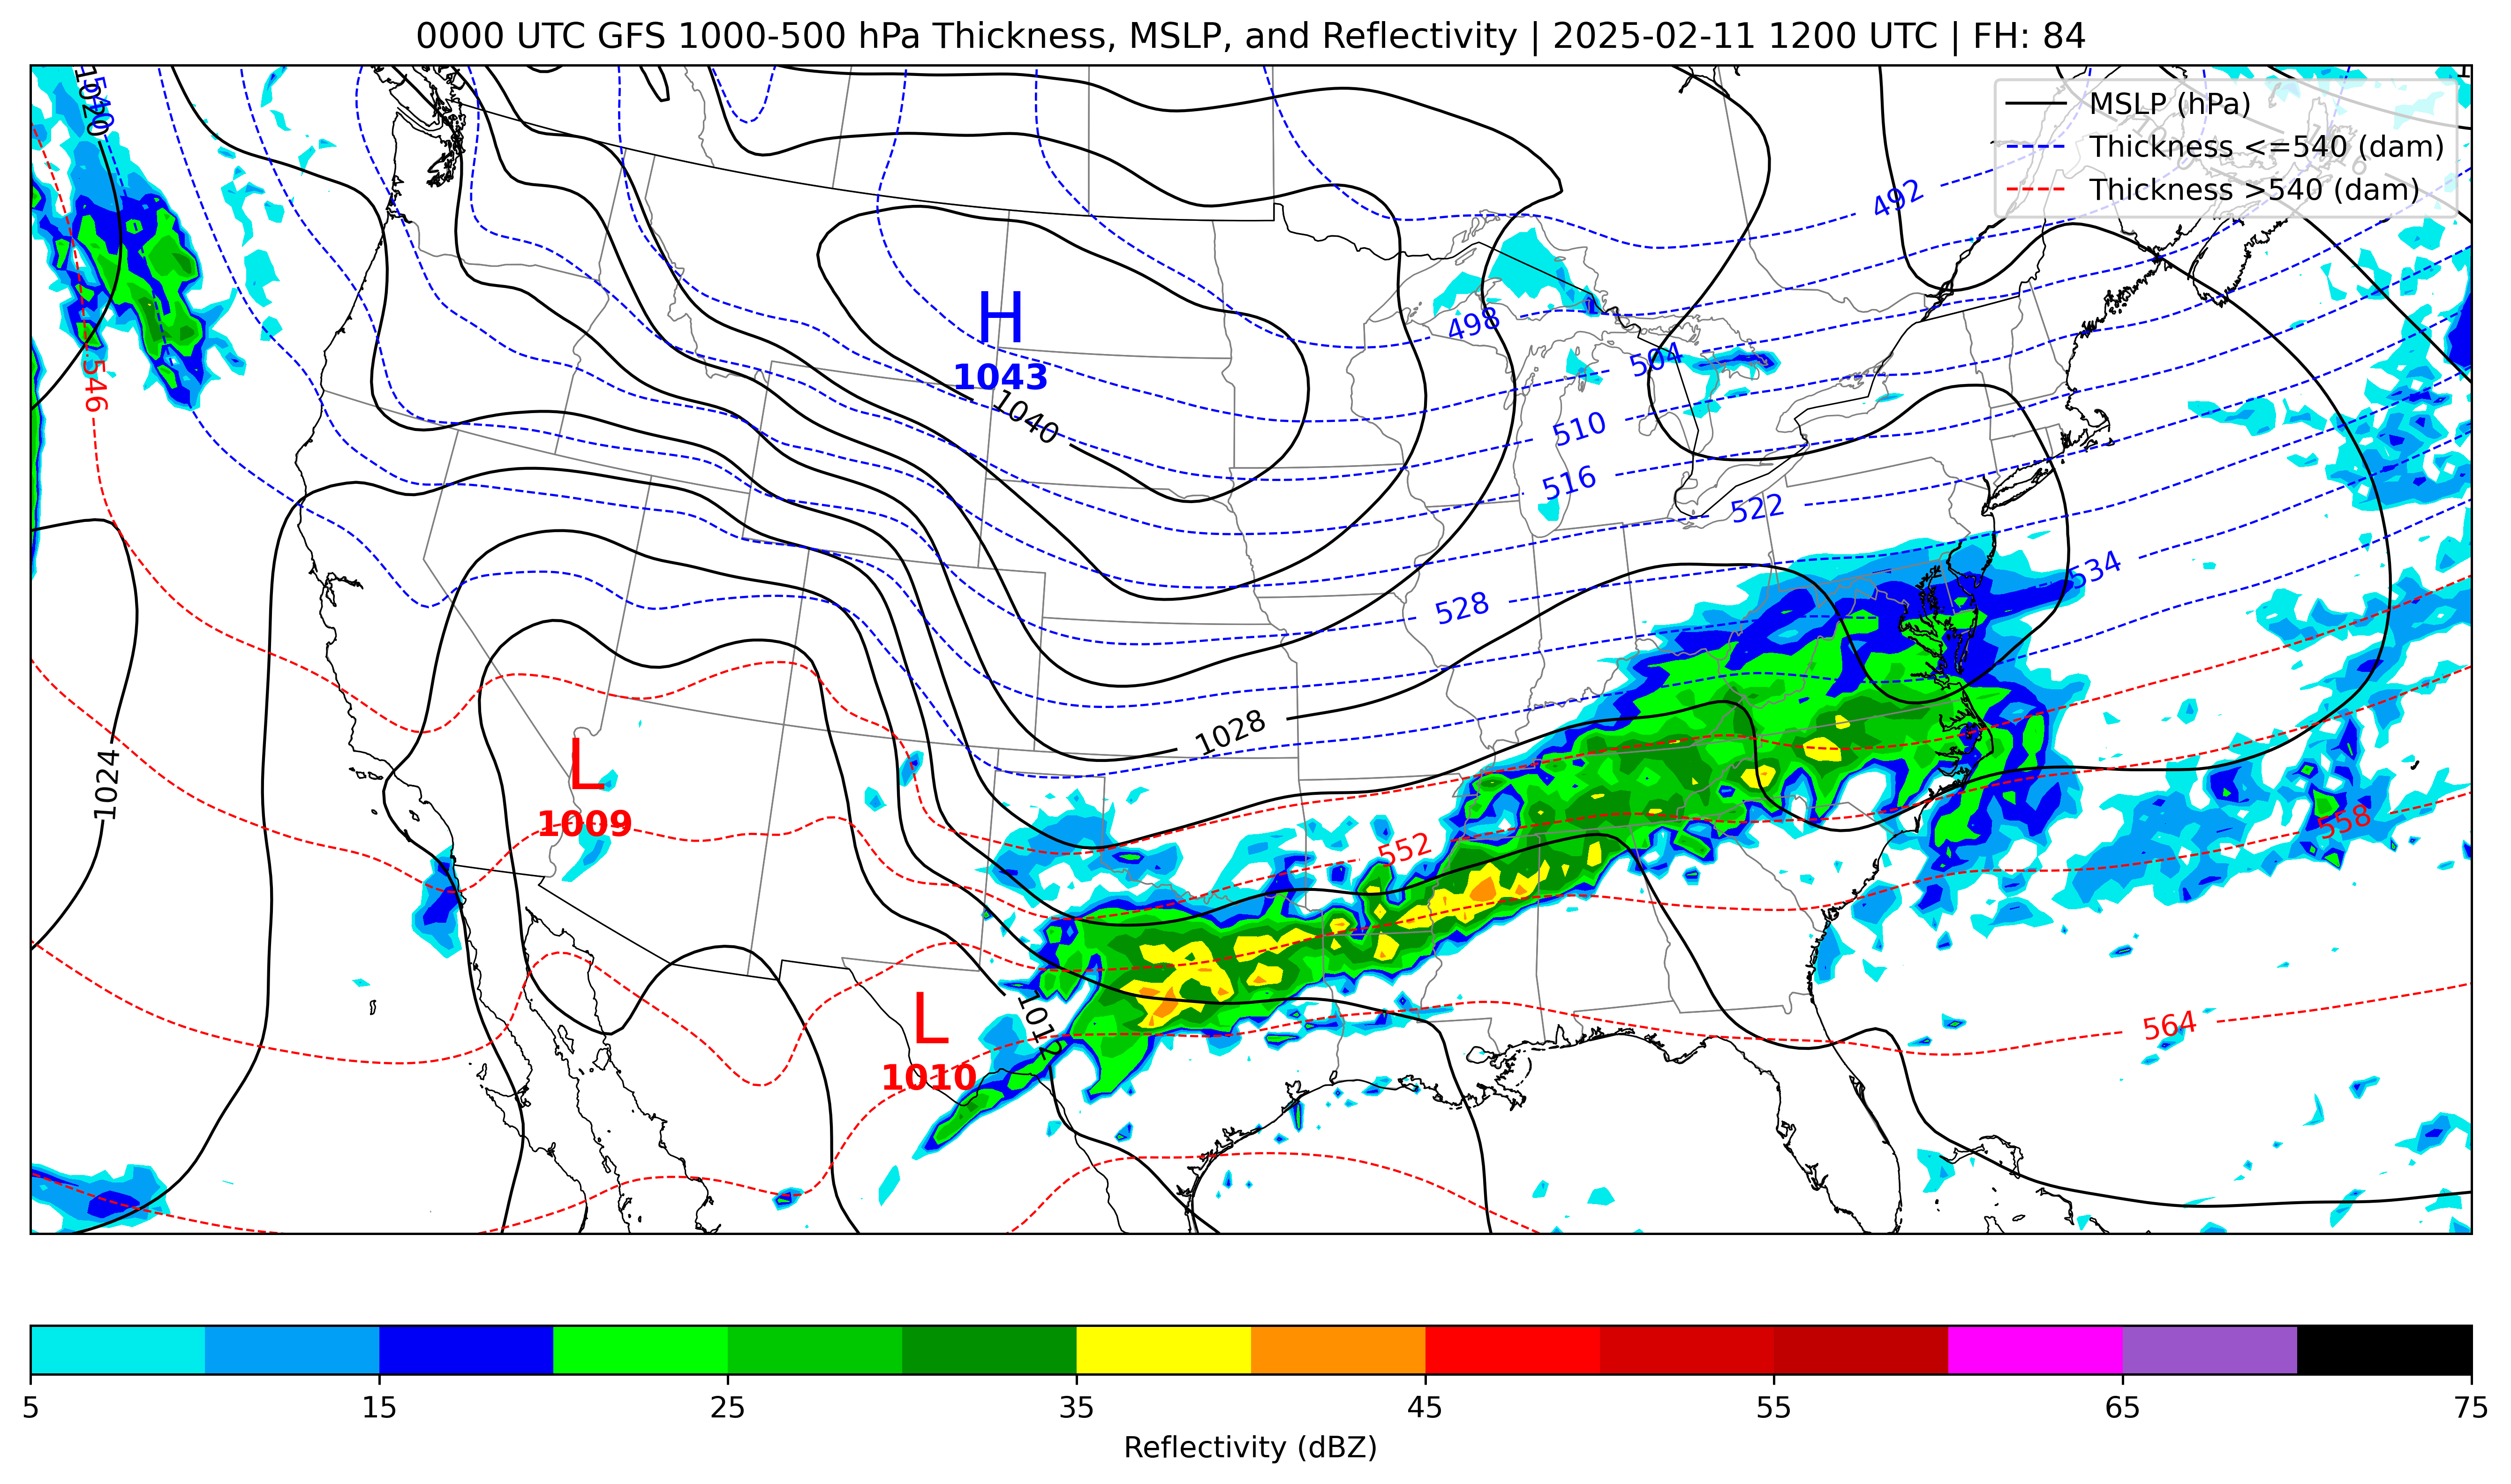 0000 UTC GFS 1000-500 hPa Thickness, MSLP, and Reflectivity | 2025-02-11 1200 UTC | FH: 84
MSLP (hPa)
Thickness <=540 (dam)
Thickness >540 (dam)
1020
540
492
H
1043
498
504
546
1040
510
516
522
534
528
1028
1024
L
1009
552
558
L
1010
1012
564
5 15 25 35 45 55 65 75
Reflectivity (dBZ)